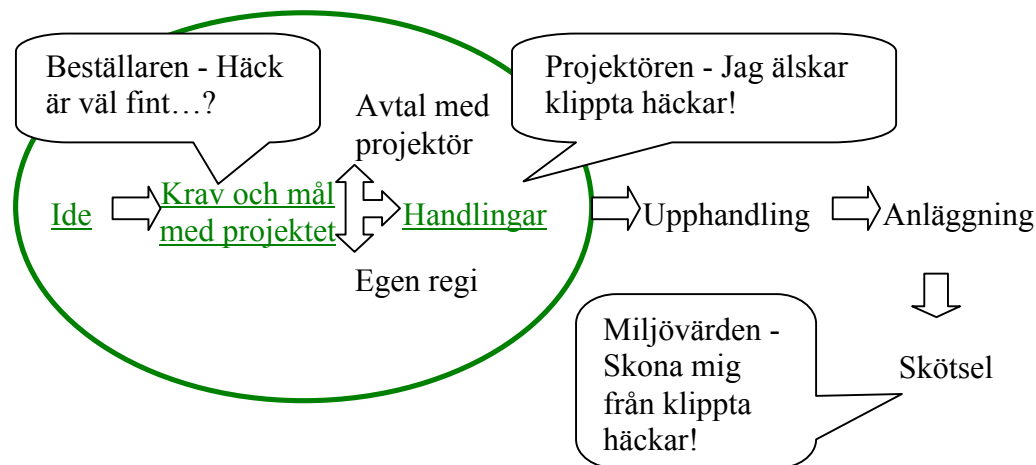 Beställaren - Häck
är väl fint…?
Projektören - Jag älskar
klippta häckar!
Avtal med
projektör
Ide
Krav och mål
med projektet
Handlingar
Upphandling
Anläggning
Egen regi
Miljövärden -
Skona mig
från klippta
häckar!
Skötsel